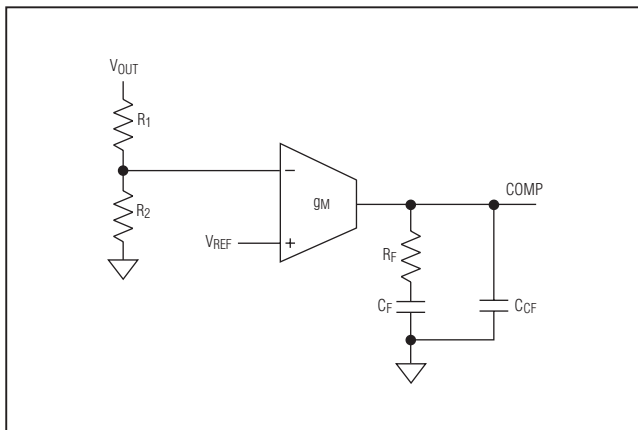 VOUT
R1
gM
COMP
R2
VREF
RF
CF
CCF